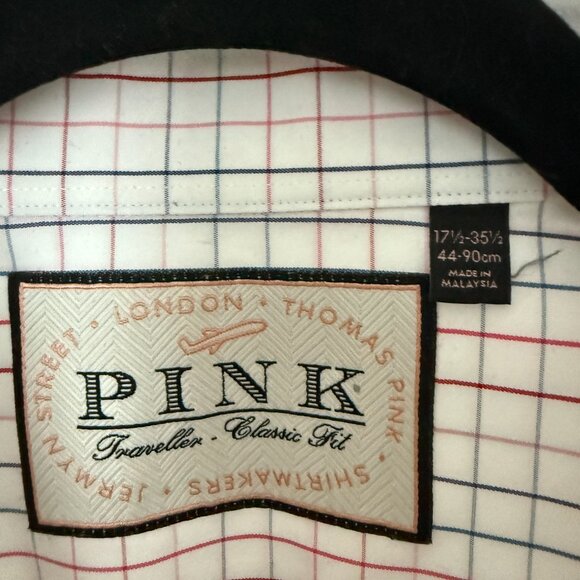 17½-35½
44-90cm
MADE IN
MALAYSIA
JERMYN STREET · LONDON · THOMAS PINK · SHIRTMAKERS ·
PINK
Traveller - Classic Fit